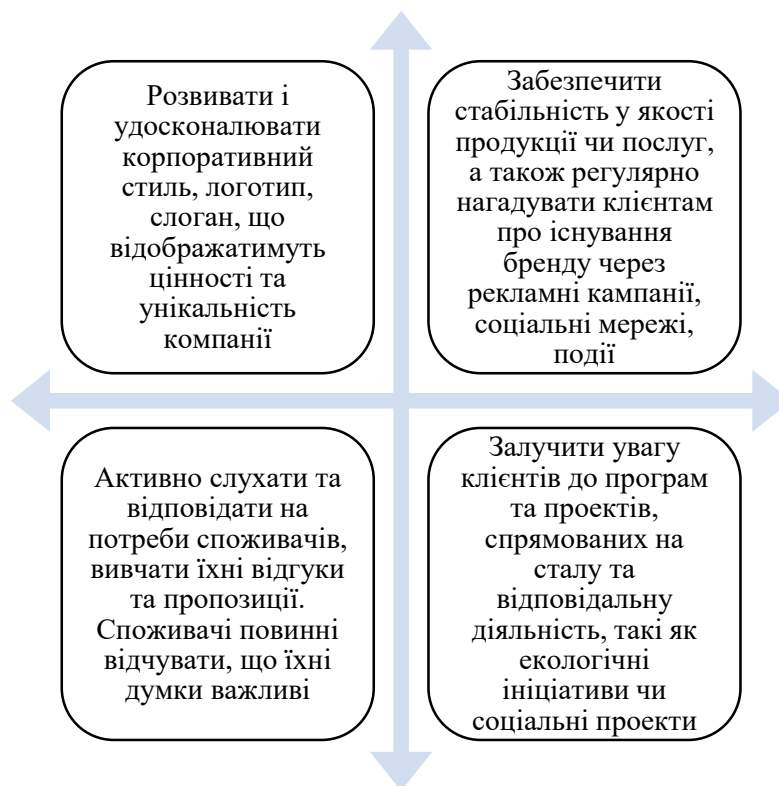 Розвивати і
удосконалювати
корпоративний
стиль, логотип,
слоган, що
відображатимуть
цінності та
унікальність
компанії
Забезпечити
стабільність у якості
продукції чи послуг,
а також регулярно
нагадувати клієнтам
про існування
бренду через
рекламні кампанії,
соціальні мережі,
події
Активно слухати та
відповідати на
потреби споживачів,
вивчати їхні відгуки
та пропозиції.
Споживачі повинні
відчувати, що їхні
думки важливі
Залучити увагу
клієнтів до програм
та проектів,
спрямованих на
сталу та
відповідальну
діяльність, такі як
екологічні
ініціативи чи
соціальні проекти